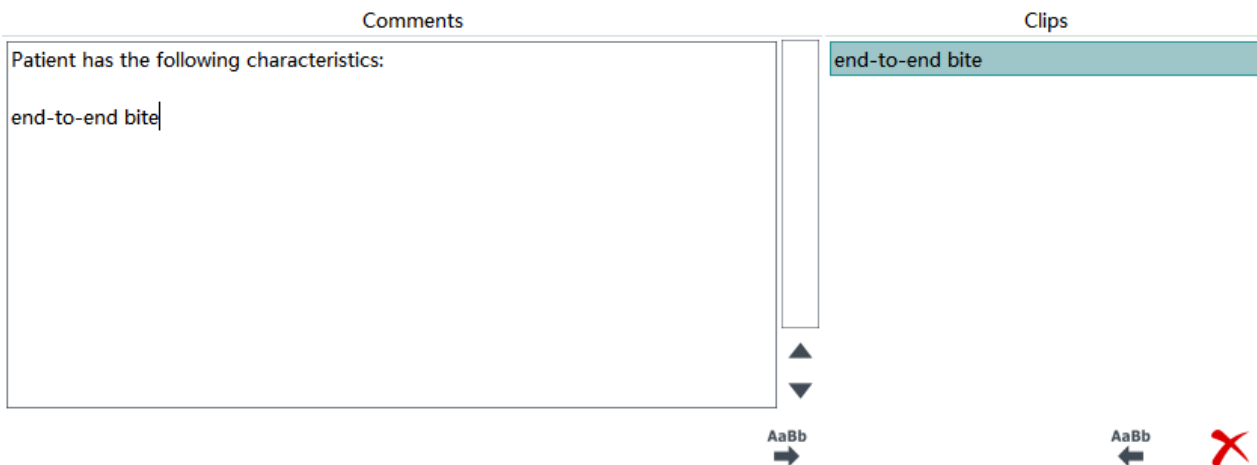 Comments
Clips
Patient has the following characteristics:
end-to-end bite
end-to-end bite
AaBb
AaBb